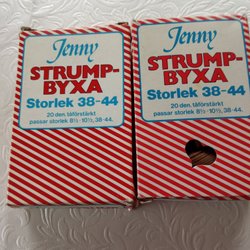 Jenny
STRUMP-
BYXA
Storlek 38-44
20 den. tåförstärkt
passar storlek 8½-10½, 38-44.
Jenny
STRUMP-
BYXA
Storlek 38-44
20 den. tåförstärkt
passar storlek 8½-10½, 38-44.